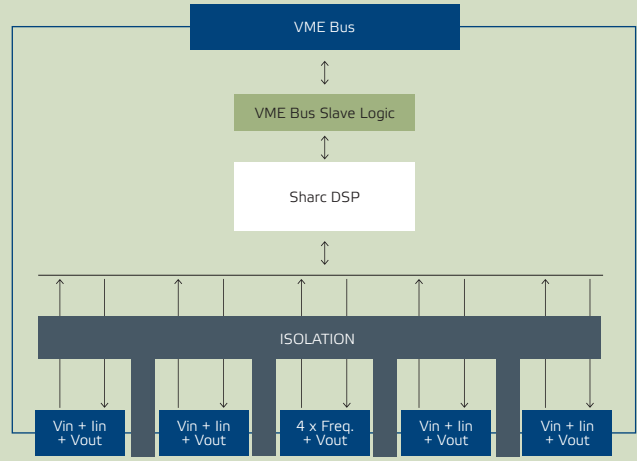 VME Bus
VME Bus Slave Logic
Sharc DSP
ISOLATION
Vin + Iin
+ Vout
Vin + Iin
+ Vout
4 x Freq.
+ Vout
Vin + Iin
+ Vout
Vin + Iin
+ Vout